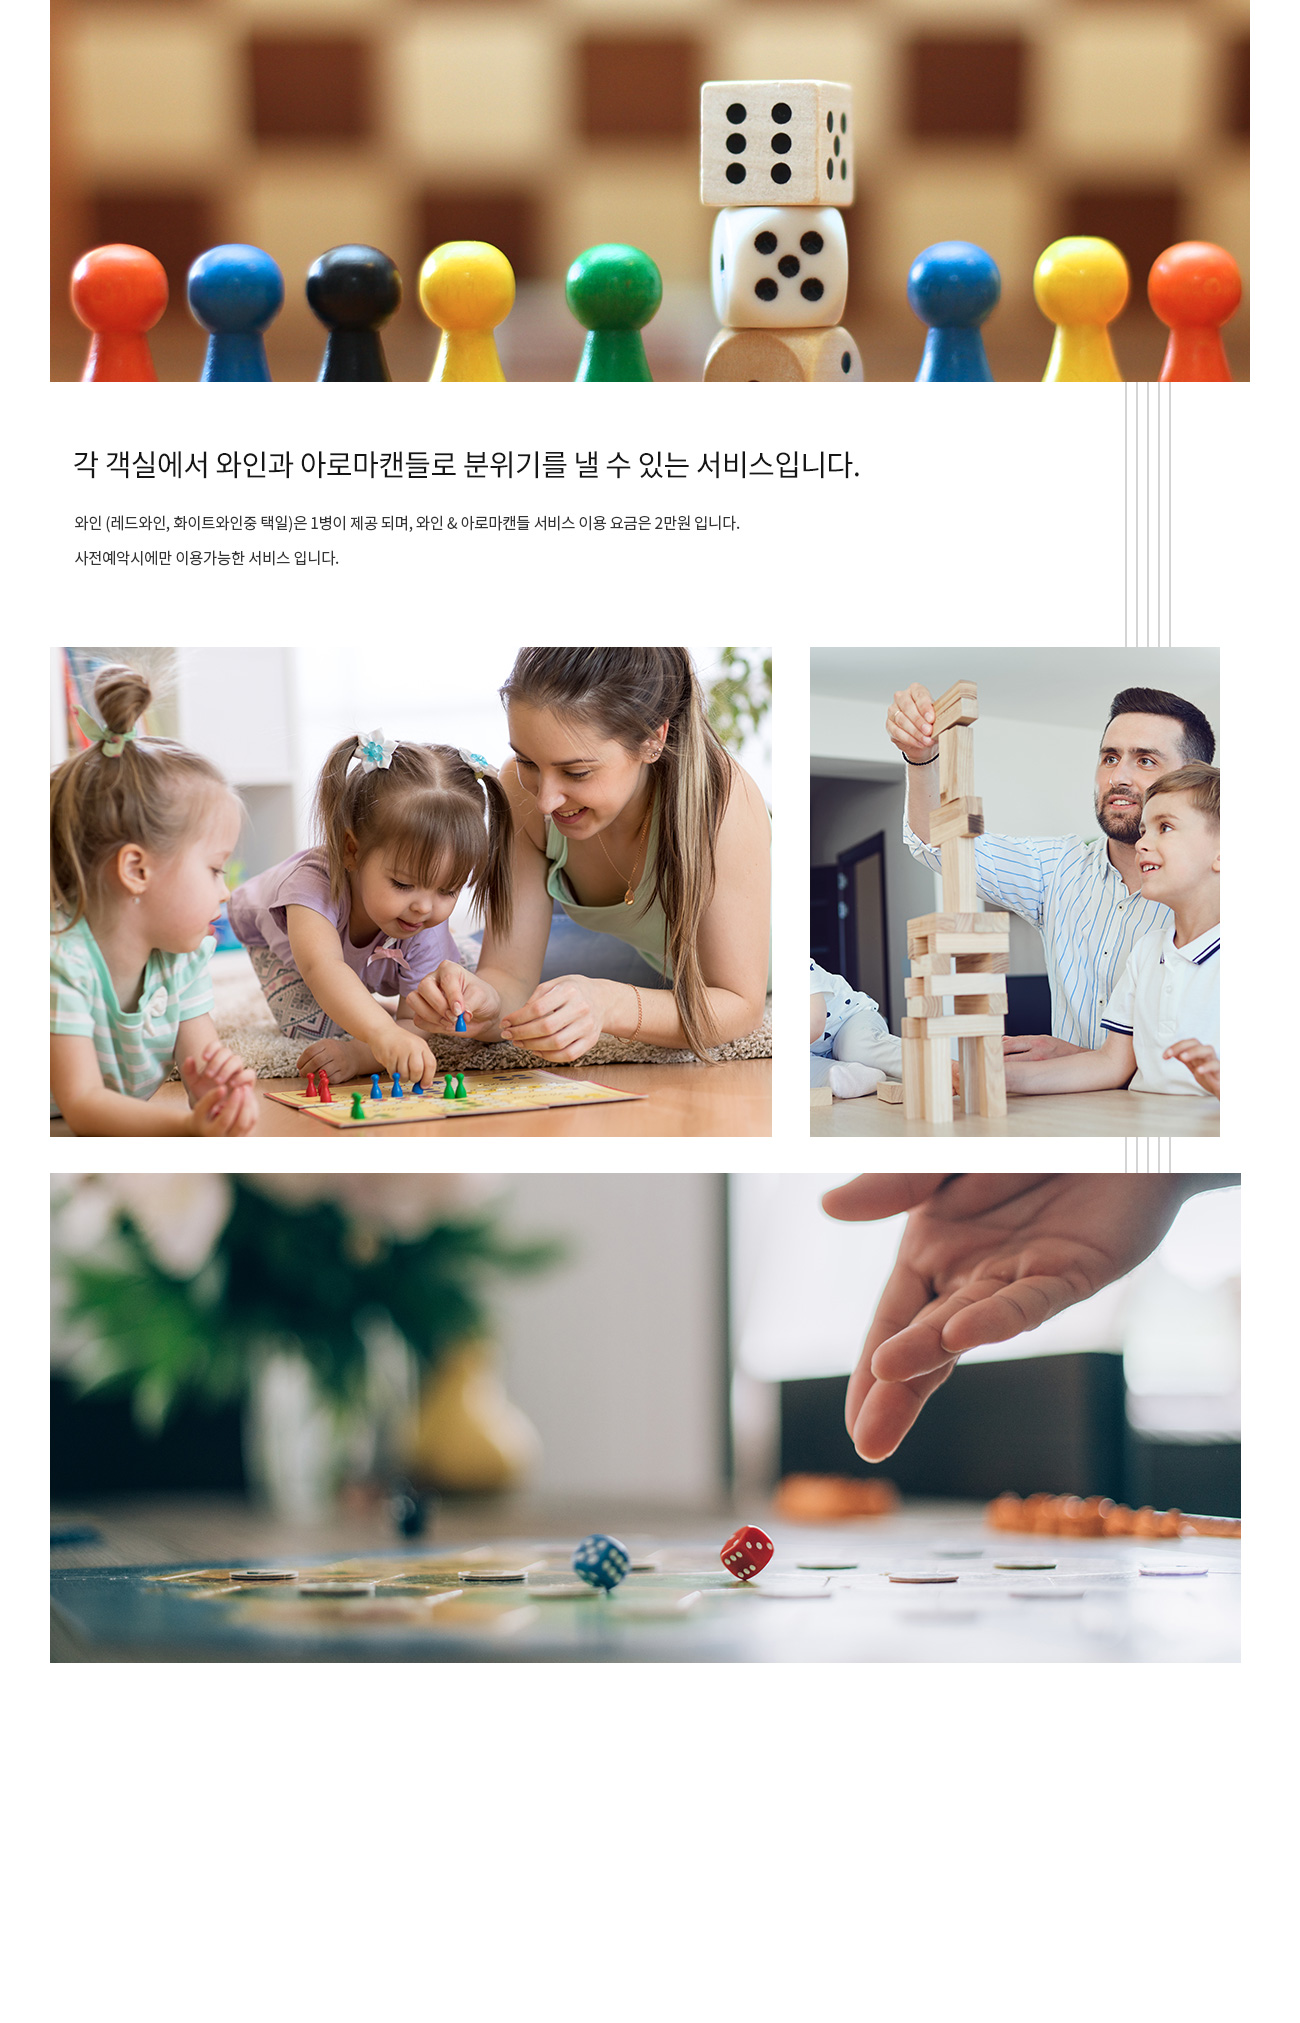 각 객실에서 와인과 아로마캔들로 분위기를 낼 수 있는 서비스입니다.
와인 (레드와인, 화이트와인중 택일)은 1병이 제공 되며, 와인 & 아로마캔들 서비스 이용 요금은 2만원 입니다.
사전예약시에만 이용가능한 서비스 입니다.